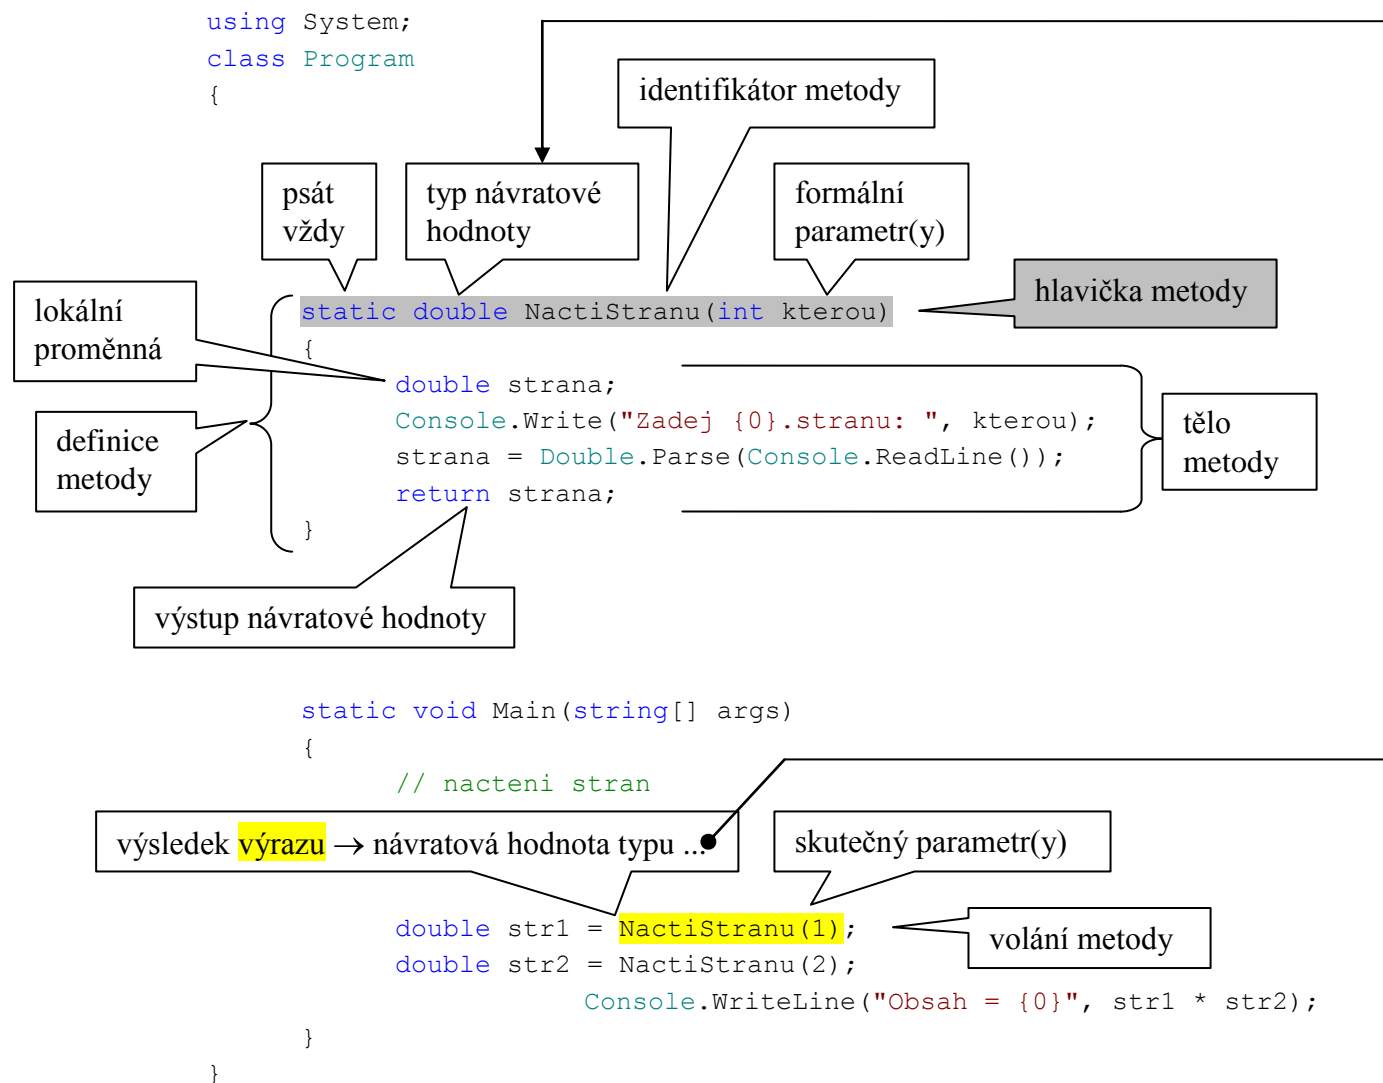 using System;
class Program
{
identifikátor metody
psát
vždy
typ návratové
hodnoty
formální
parametr(y)
lokální
proměnná
static double NactiStranu(int kterou)
hlavička metody
{
double strana;
Console.Write("Zadej {0}.stranu: ", kterou);
strana = Double.Parse(Console.ReadLine());
return strana;
}
definice
metody
tělo
metody
výstup návratové hodnoty
static void Main(string[] args)
{
// nacteni stran
výsledek výrazu → návratová hodnota typu ...
skutečný parametr(y)
double str1 = NactiStranu(1);
volání metody
double str2 = NactiStranu(2);
Console.WriteLine("Obsah = {0}", str1 * str2);
}
}